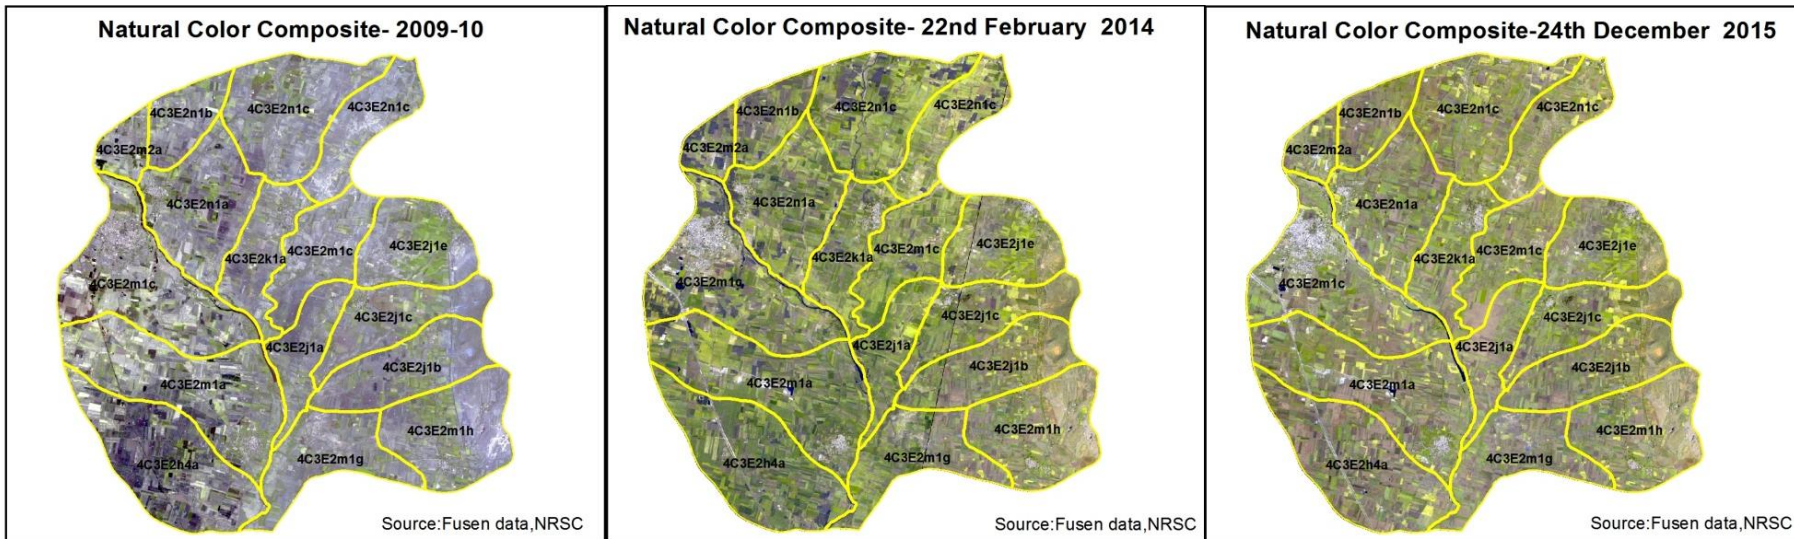 Natural Color Composite- 2009-10
4C3E2n1b
4C3E2n1c
4C3E2n1c
4C3E2m2a
4C3E2n1a
4C3E2j1e
4C3E2m1c
4C3E2k1a
4C3E2m1c
4C3E2j1c
4C3E2j1a
4C3E2j1b
4C3E2m1a
4C3E2m1h
4C3E2h4a
4C3E2m1g
Source:Fusen data,NRSC
Natural Color Composite- 22nd February 2014
4C3E2n1b
4C3E2n1c
4C3E2n1c
4C3E2m2a
4C3E2n1a
4C3E2j1e
4C3E2m1c
4C3E2k1a
4C3E2m1c
4C3E2j1c
4C3E2j1a
4C3E2j1b
4C3E2m1a
4C3E2m1h
4C3E2h4a
4C3E2m1g
Source:Fusen data,NRSC
Natural Color Composite-24th December 2015
4C3E2n1b
4C3E2n1c
4C3E2n1c
4C3E2m2a
4C3E2n1a
4C3E2j1e
4C3E2m1c
4C3E2k1a
4C3E2m1c
4C3E2j1c
4C3E2j1a
4C3E2j1b
4C3E2m1a
4C3E2m1h
4C3E2h4a
4C3E2m1g
Source:Fusen data,NRSC